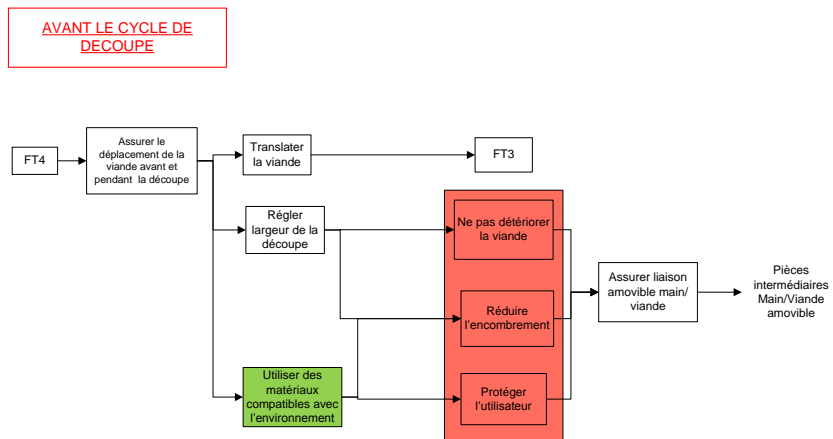 AVANT LE CYCLE DE
DECOUPE
FT4
Assurer le
déplacement de la
viande avant et
pendant la découpe
Translater
la viande
FT3
Régler
largeur de la
découpe
Ne pas détériorer
la viande
Assurer liaison
amovible main/
viande
Pièces
intermédiaires
Main/Viande
amovible
Réduire
l'encombrement
Utiliser des
matériaux
compatibles avec
l'environnement
Protéger
l'utilisateur